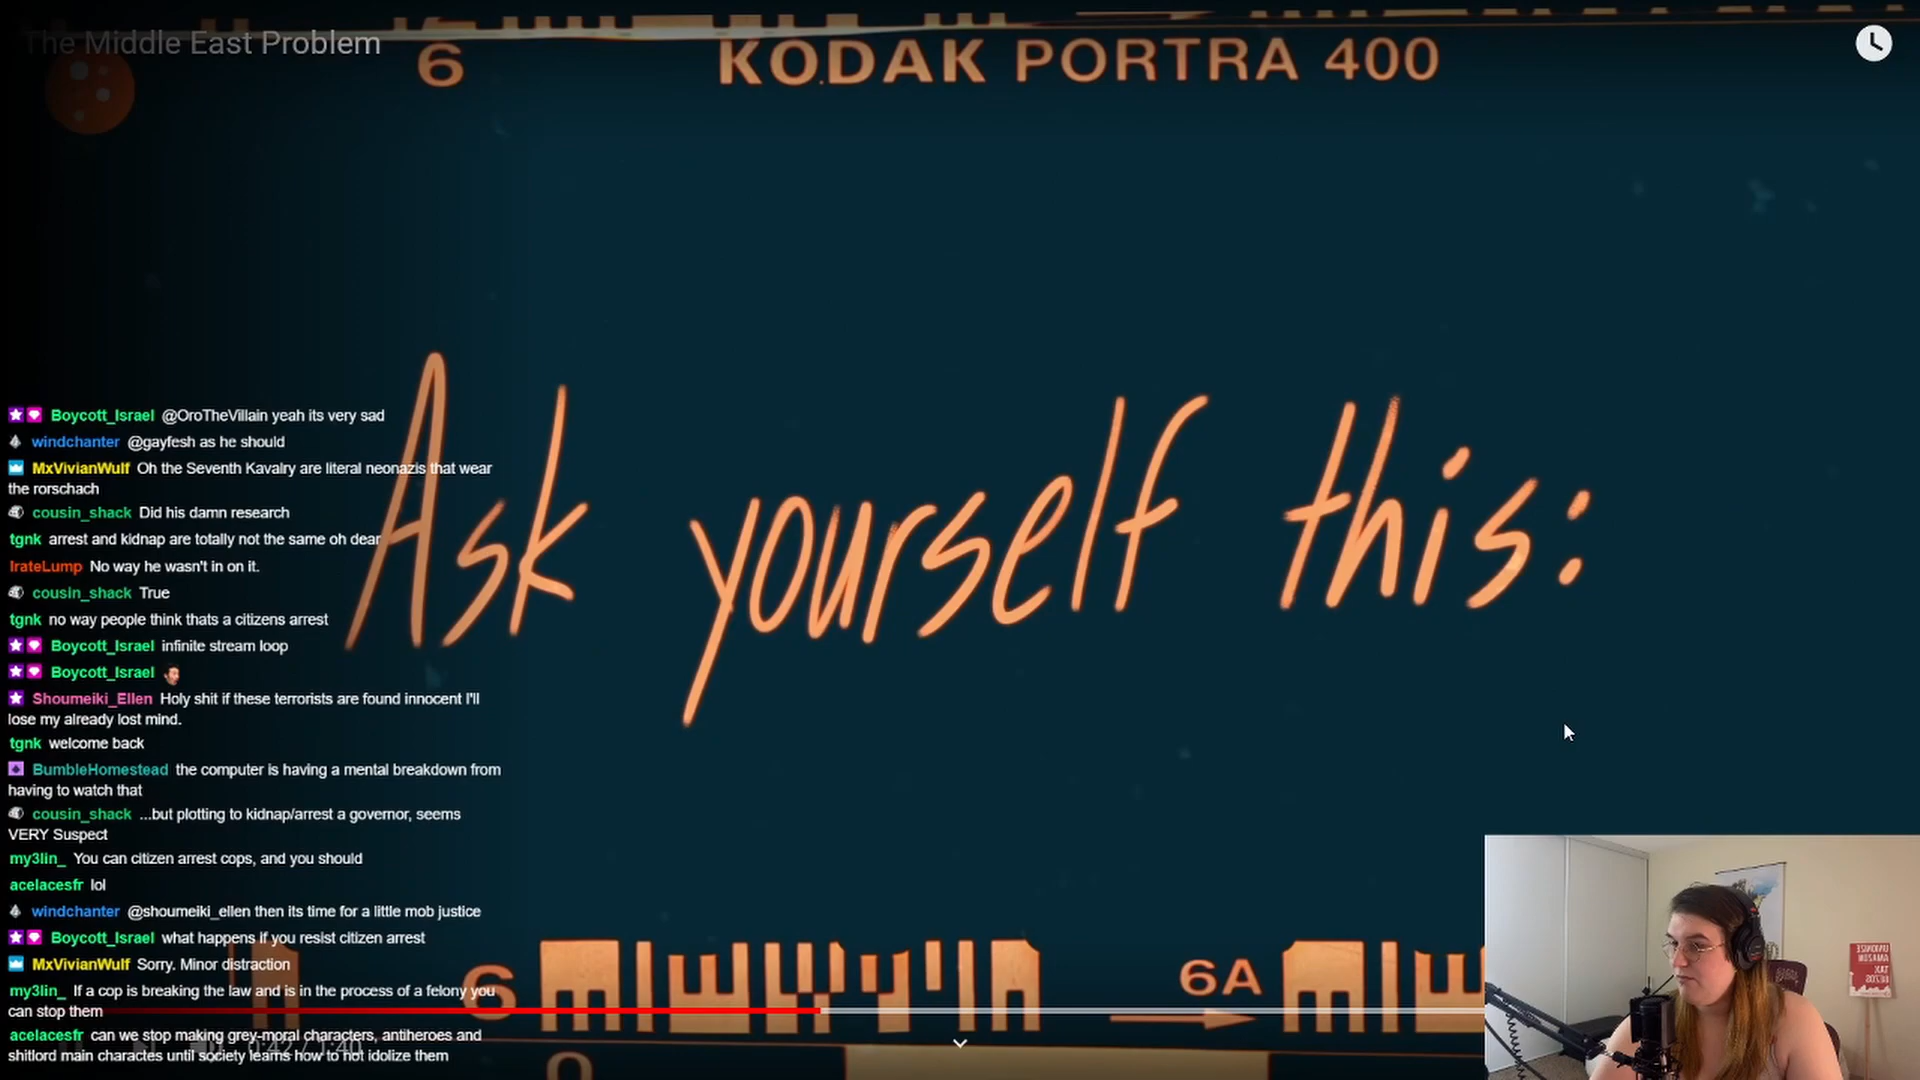 The Middle East Problem
6
KODAK PORTRA 400
Ask yourself this:
Boycott_Israel @OroTheVillain yeah its very sad
windchanter @gayfesh as he should
MxVivianWulf Oh the Seventh Kavalry are literal neonazis that wear
the rorschach
cousin_shack Did his damn research
tgnk arrest and kidnap are totally not the same oh dear
IrateLump No way he wasn't in on it.
cousin_shack True
tgnk no way people think thats a citizens arrest
Boycott_Israel infinite stream loop
Boycott_Israel
Shoumeiki_Ellen Holy shit if these terrorists are found innocent I'll
lose my already lost mind.
tgnk welcome back
BumbleHomestead the computer is having a mental breakdown from
having to watch that
cousin_shack ...but plotting to kidnap/arrest a governor, seems
VERY Suspect
my3lin_ You can citizen arrest cops, and you should
acelacesfr lol
windchanter @shoumeiki_ellen then its time for a little mob justice
Boycott_Israel what happens if you resist citizen arrest
MxVivianWulf Sorry. Minor distraction
my3lin_ If a cop is breaking the law and is in the process of a felony you
can stop them
acelacesfr can we stop making grey-moral characters, antiheroes and
shitlord main charactes until society learns how to not idolize them
0:42 / 1:40
6
6A
UNIONIZE
AMAZON
TAX
BEZOS